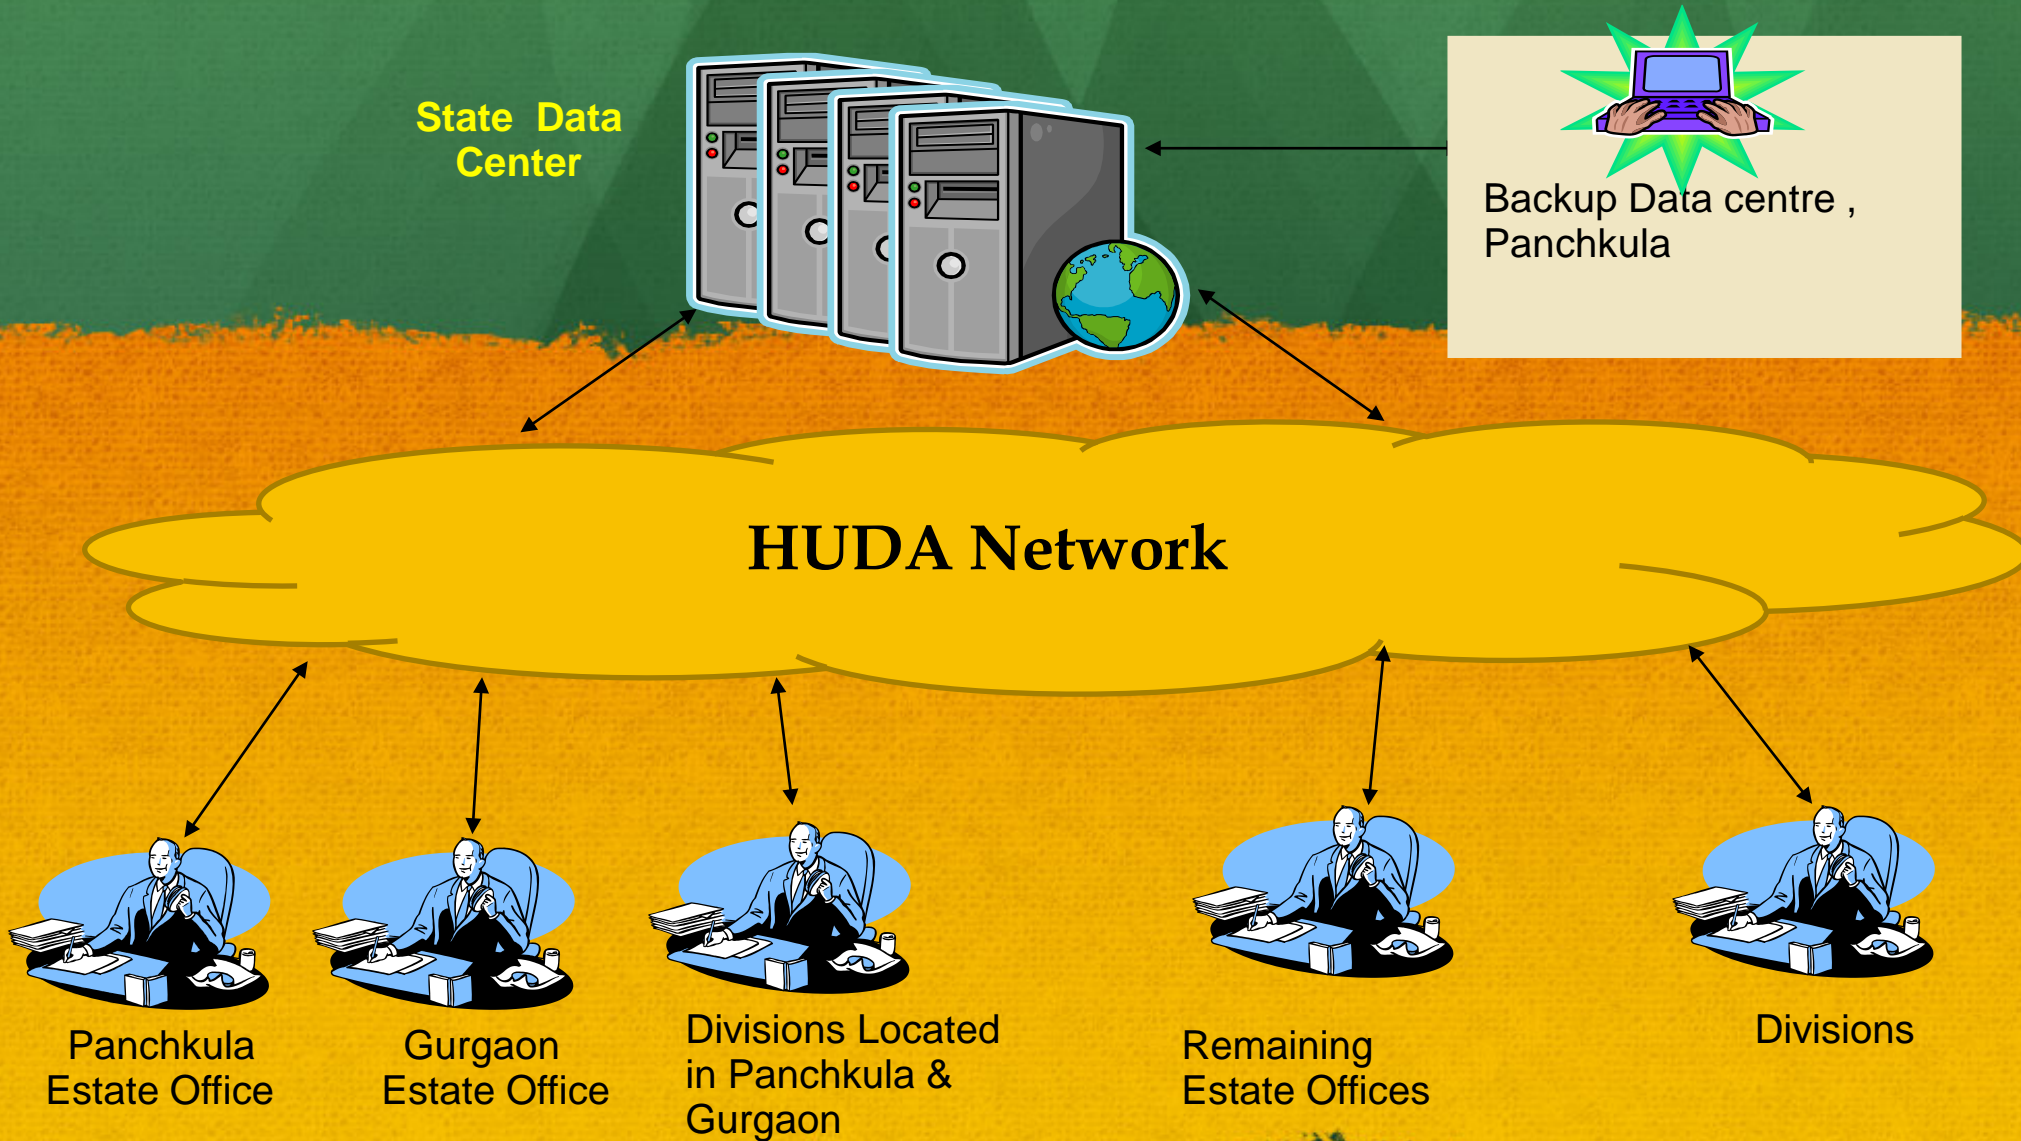 State  Data
Center
Backup Data centre ,
Panchkula
HUDA Network
Panchkula
Estate Office
Gurgaon
Estate Office
Divisions Located
in Panchkula &
Gurgaon
Remaining
Estate Offices
Divisions